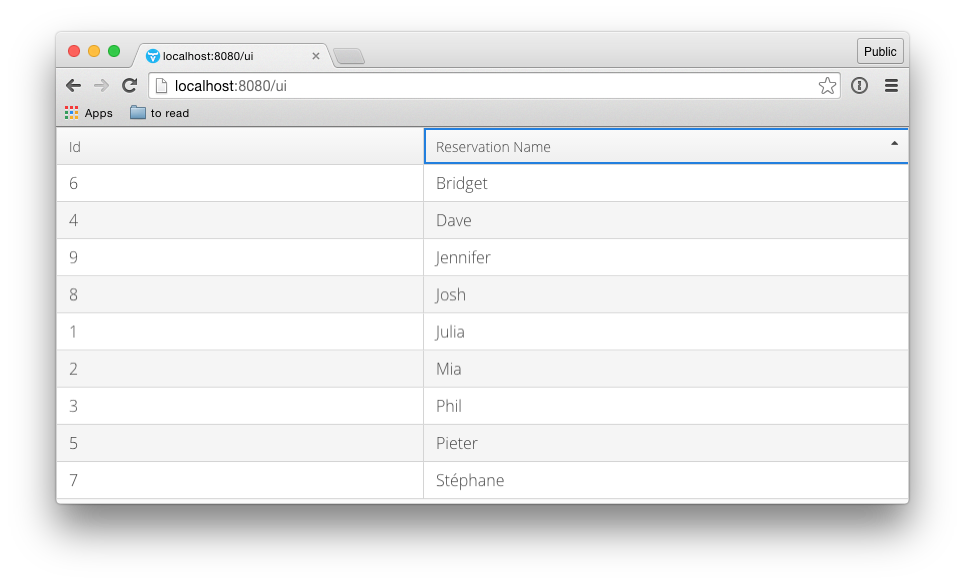 localhost:8080/ui
Public
localhost:8080/ui
Apps to read
Id Reservation Name
6 Bridget
4 Dave
9 Jennifer
8 Josh
1 Julia
2 Mia
3 Phil
5 Pieter
7 Stéphane